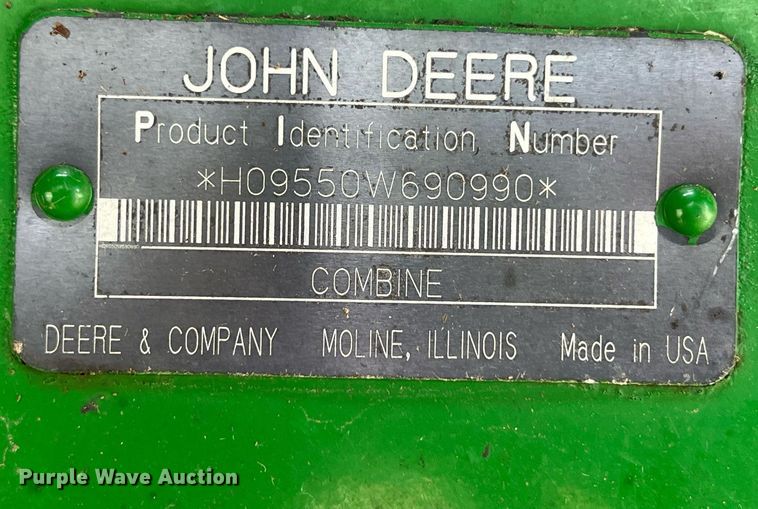 JOHN DEERE
Product Identification Number
*H09550W690990*
COMBINE
DEERE & COMPANY MOLINE, ILLINOIS Made in USA
Purple Wave Auction